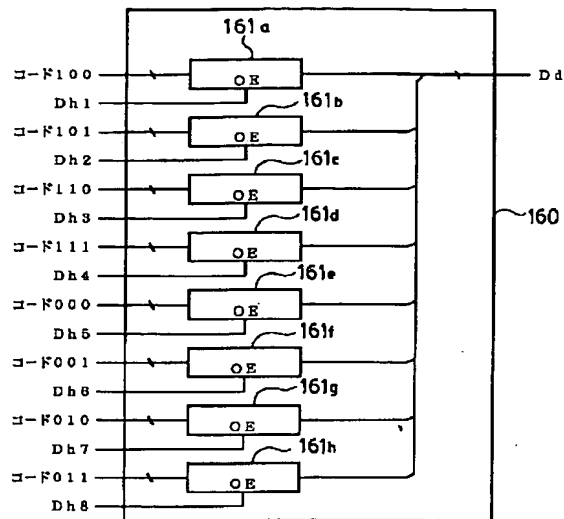 161a
コード100
OE
Dd
Dh1
161b
コード101
OE
Dh2
161c
コード110
OE
Dh3
161d
160
コード111
OE
Dh4
161e
コード000
OE
Dh5
161f
コード001
OE
Dh6
161g
コード010
OE
Dh7
161h
コード011
OE
Dh8